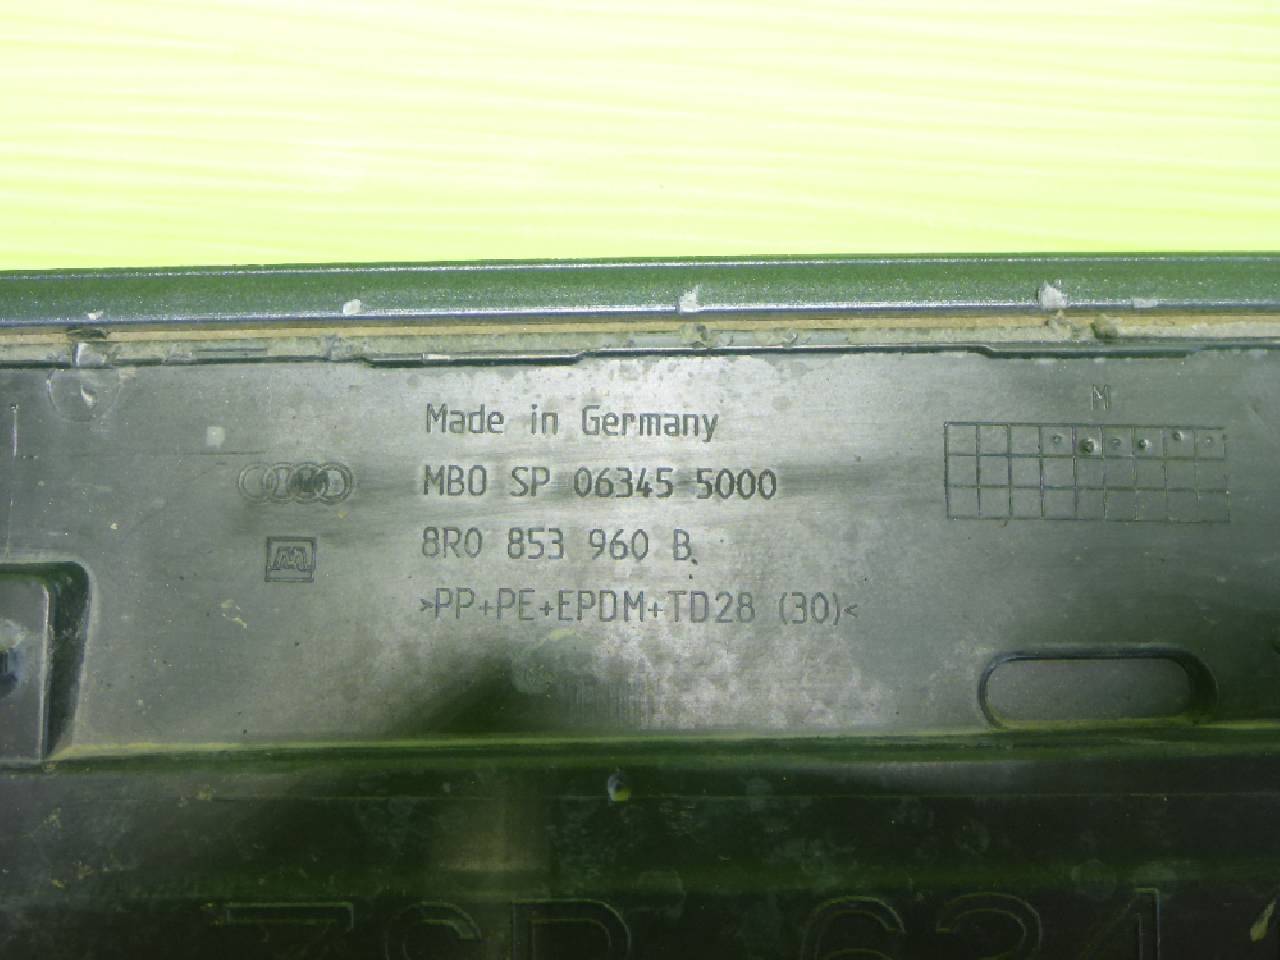 Made in Germany
M
MBO SP 06345 5000
8R0 853 960 B
>PP+PE+EPDM+TD28 (30)<